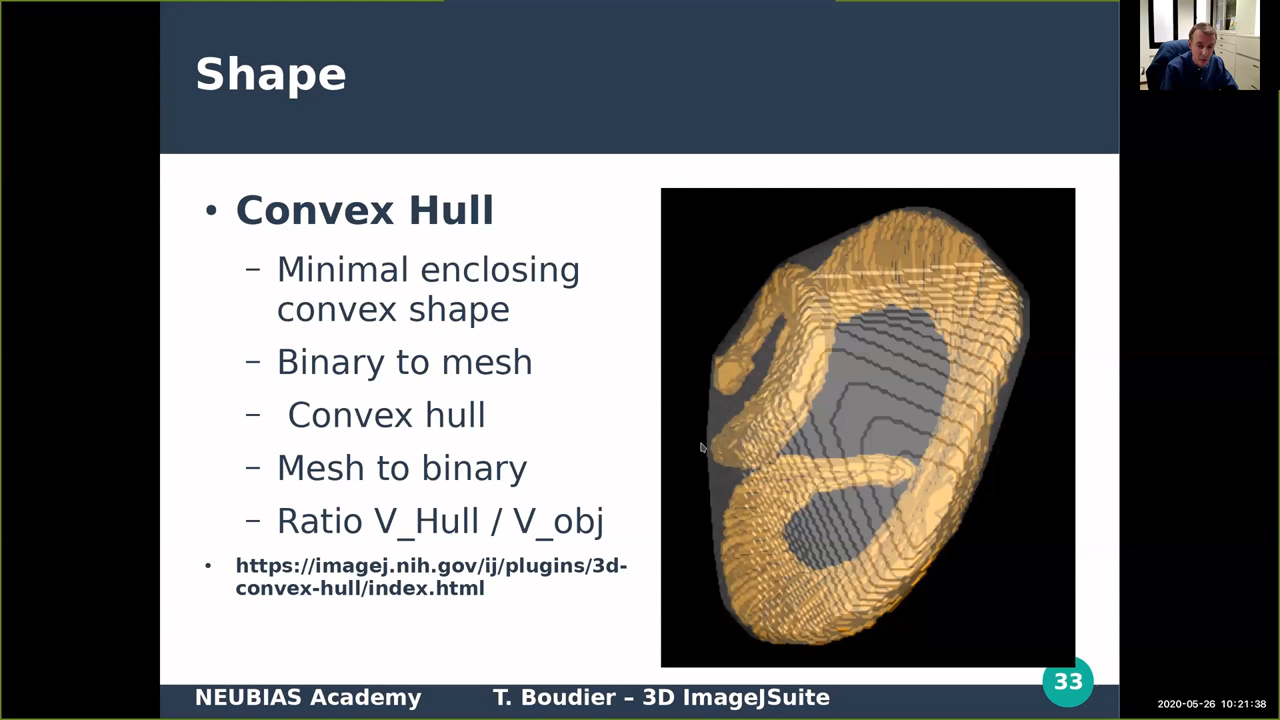 Shape
• Convex Hull
– Minimal enclosing
convex shape
– Binary to mesh
– Convex hull
– Mesh to binary
– Ratio V_Hull / V_obj
• https://imagej.nih.gov/ij/plugins/3d-
convex-hull/index.html
NEUBIAS Academy T. Boudier – 3D ImageJSuite 33
2020-05-26 10:21:38